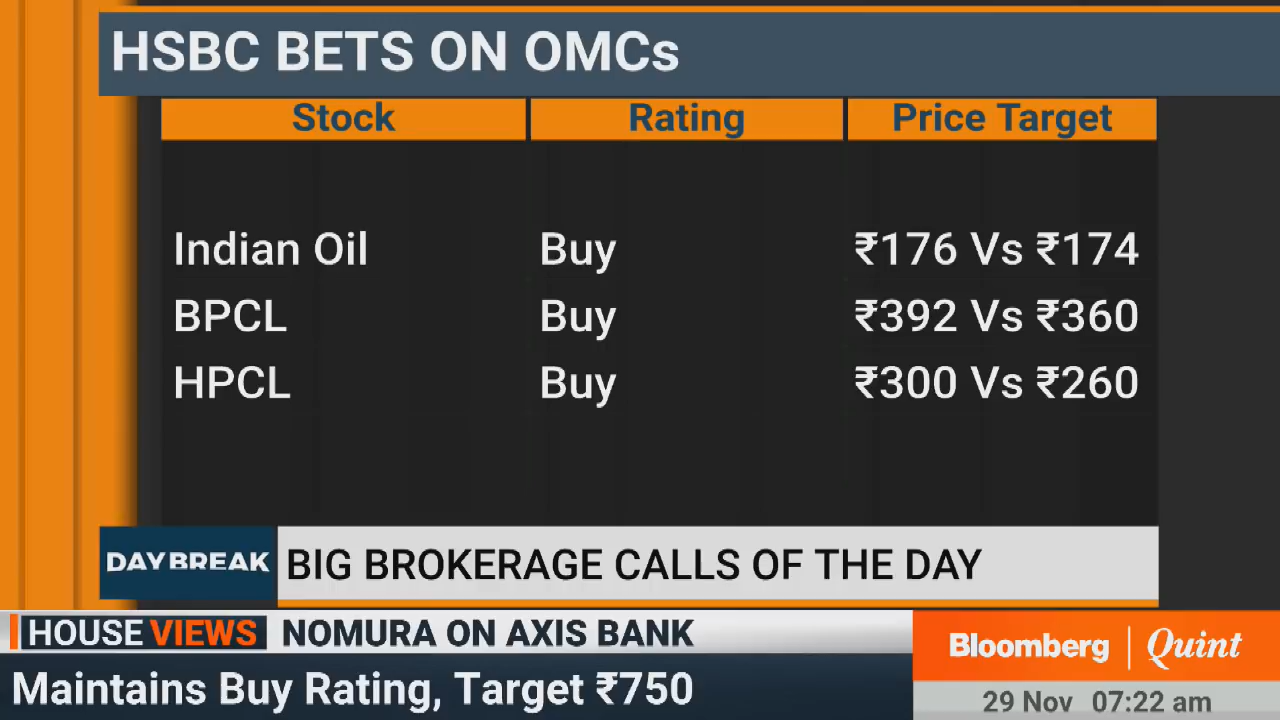 HSBC BETS ON OMCs
Stock Rating Price Target
Indian Oil Buy ₹176 Vs ₹174
BPCL Buy ₹392 Vs ₹360
HPCL Buy ₹300 Vs ₹260
DAYBREAK BIG BROKERAGE CALLS OF THE DAY
HOUSE VIEWS NOMURA ON AXIS BANK
Maintains Buy Rating, Target ₹750
Bloomberg | Quint
29 Nov 07:22 am